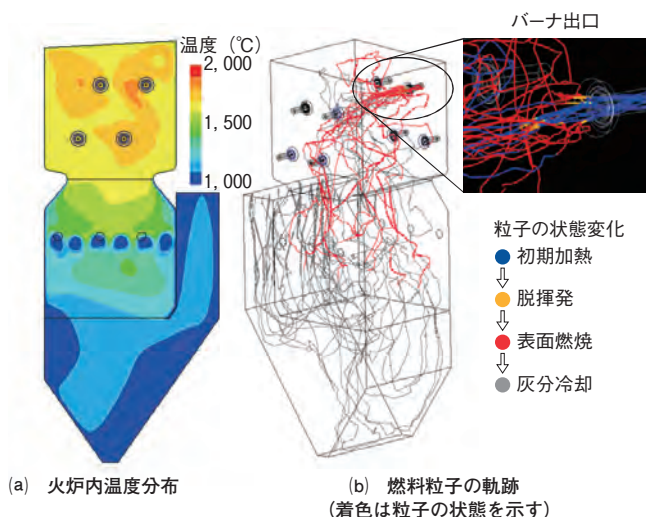 温度（℃）
2,000
1,500
1,000
バーナ出口
粒子の状態変化
初期加熱
脱揮発
表面燃焼
灰分冷却
(a) 火炉内温度分布
(b) 燃料粒子の軌跡
（着色は粒子の状態を示す）